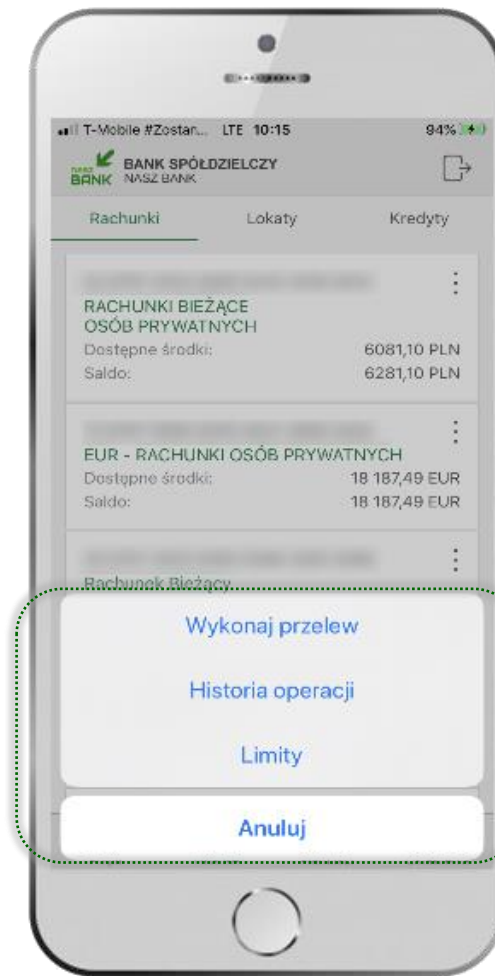 T-Mobile #Zostan... LTE 10:15 94%
NASZ BANK
BANK SPÓŁDZIELCZY
NASZ BANK
Rachunki Lokaty Kredyty
RACHUNKI BIEŻĄCE
OSÓB PRYWATNYCH
Dostępne środki: 6081,10 PLN
Saldo: 6281,10 PLN
EUR - RACHUNKI OSÓB PRYWATNYCH
Dostępne środki: 18 187,49 EUR
Saldo: 18 187,49 EUR
Rachunek Bieżący
Wykonaj przelew
Historia operacji
Limity
Anuluj